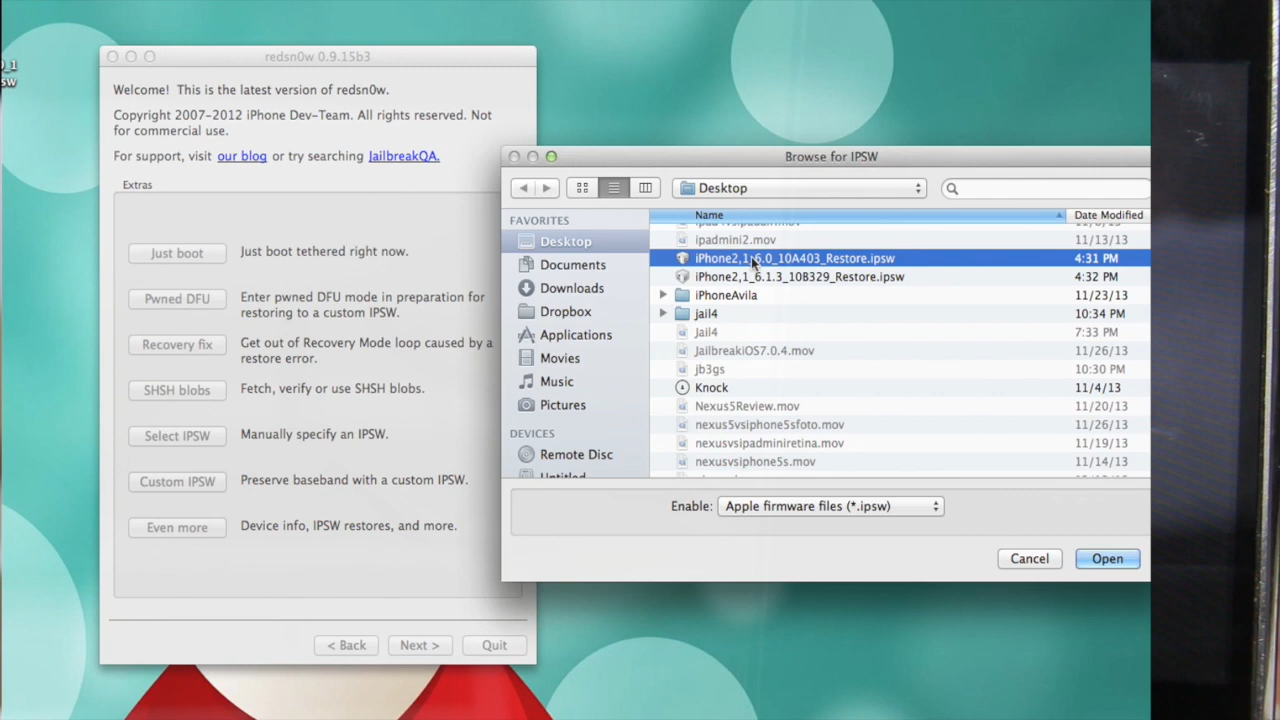 _1
sw
redsn0w 0.9.15b3
Welcome! This is the latest version of redsn0w.
Copyright 2007-2012 iPhone Dev-Team. All rights reserved. Not
for commercial use.
For support, visit our blog or try searching JailbreakQA.
Extras
Just boot
Just boot tethered right now.
Pwned DFU
Enter pwned DFU mode in preparation for
restoring to a custom IPSW.
Recovery fix
Get out of Recovery Mode loop caused by a
restore error.
SHSH blobs
Fetch, verify or use SHSH blobs.
Select IPSW
Manually specify an IPSW.
Custom IPSW
Preserve baseband with a custom IPSW.
Even more
Device info, IPSW restores, and more.
< Back
Next >
Quit
Browse for IPSW
Desktop
FAVORITES
Desktop
Documents
Downloads
Dropbox
Applications
Movies
Music
Pictures
DEVICES
Remote Disc
Untitled
Name Date Modified
ipadmini2.mov 11/13/13
iPhone2,1_6.0_10A403_Restore.ipsw 4:31 PM
iPhone2,1_6.1.3_10B329_Restore.ipsw 4:32 PM
iPhoneAvila 11/23/13
jail4 10:34 PM
Jail4 7:33 PM
JailbreakiOS7.0.4.mov 11/26/13
jb3gs 10:30 PM
Knock 11/4/13
Nexus5Review.mov 11/20/13
nexus5vsiphone5sfoto.mov 11/26/13
nexusvsipadminiretina.mov 11/19/13
nexusvsiphone5s.mov 11/14/13
Enable: Apple firmware files (*.ipsw)
Cancel
Open